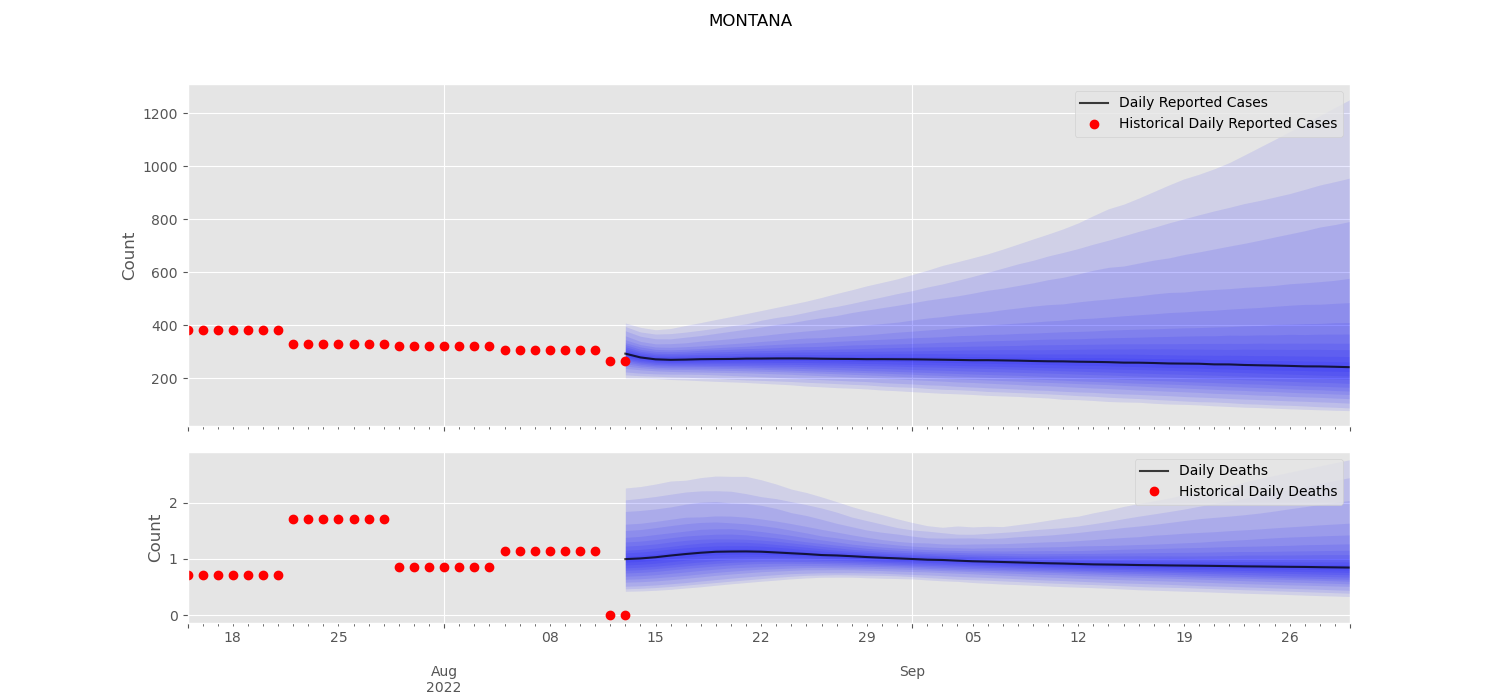 MONTANA
Daily Reported Cases
Historical Daily Reported Cases
1200
1000
800
600
400
200
Count
Daily Deaths
Historical Daily Deaths
2
1
0
Count
18 25 08 15 22 29 05 12 19 26
Aug Sep
2022